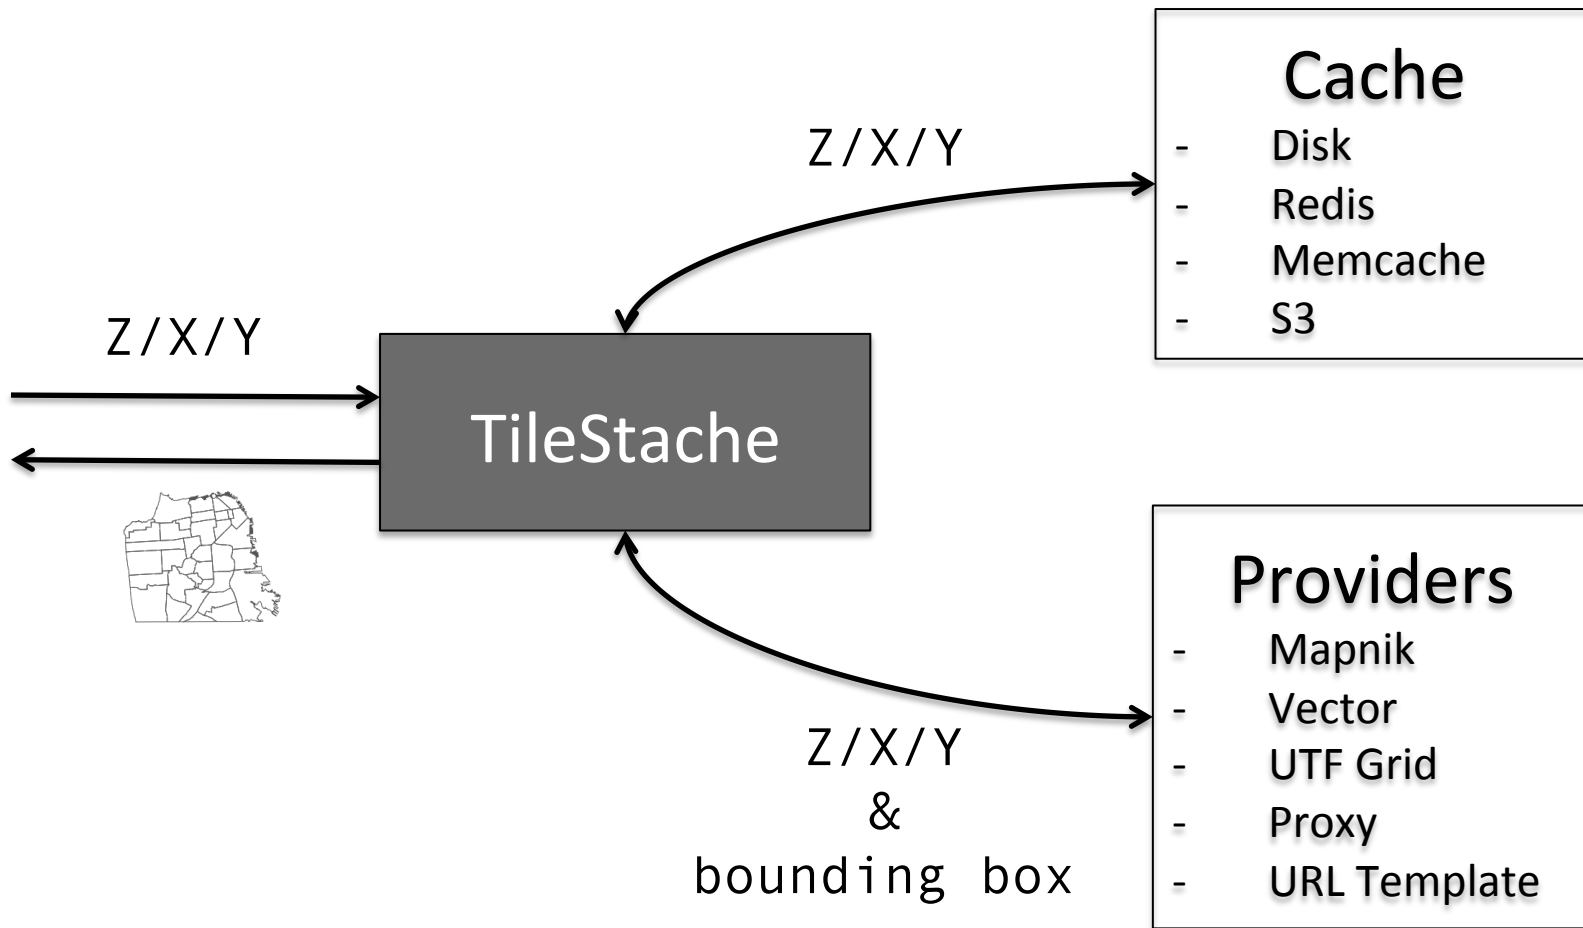 Z/X/Y
TileStache
Z/X/Y
Cache
- Disk
- Redis
- Memcache
- S3
Z/X/Y
&
bounding box
Providers
- Mapnik
- Vector
- UTF Grid
- Proxy
- URL Template